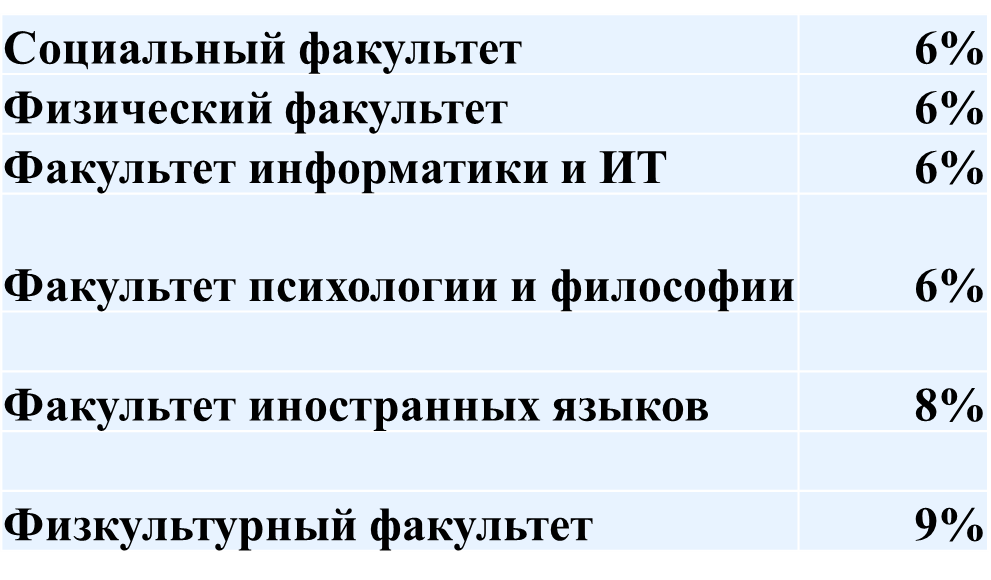 Социальный факультет 6%
Физический факультет 6%
Факультет информатики и ИТ 6%
Факультет психологии и философии 6%
Факультет иностранных языков 8%
Физкультурный факультет 9%